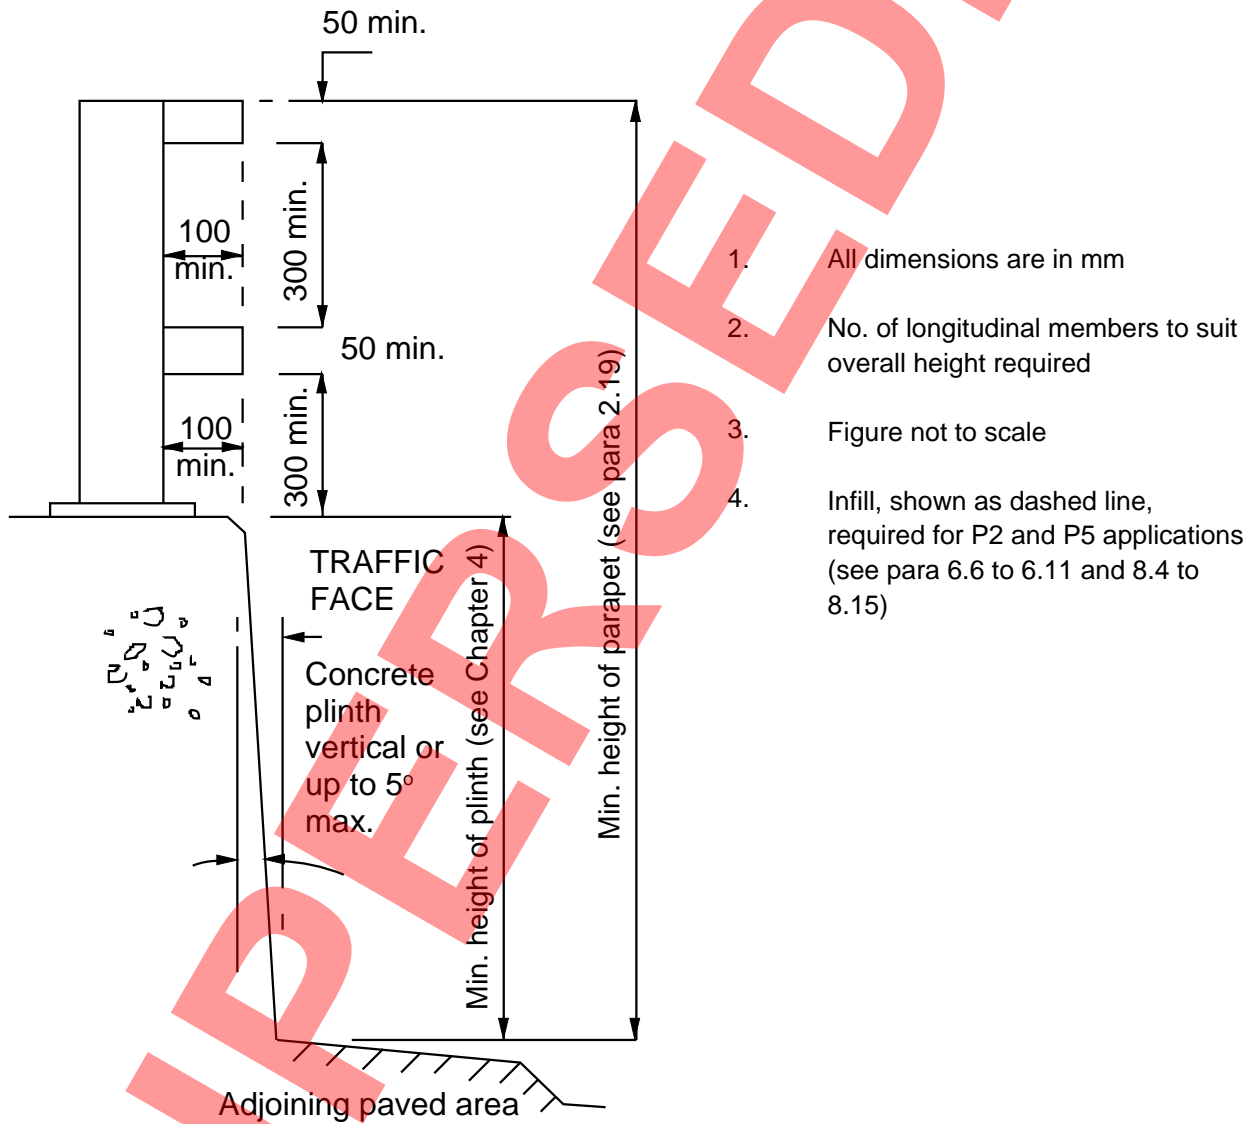 50 min.
100
min.
300 min.
50 min.
100
min.
300 min.
TRAFFIC
FACE
Concrete
plinth
vertical or
up to 5º
max.
Min. height of plinth (see Chapter 4)
Min. height of parapet (see para 2.19)
Adjoining paved area
1. All dimensions are in mm
2. No. of longitudinal members to suit
overall height required
3. Figure not to scale
4. Infill, shown as dashed line,
required for P2 and P5 applications
(see para 6.6 to 6.11 and 8.4 to
8.15)
UPERSED